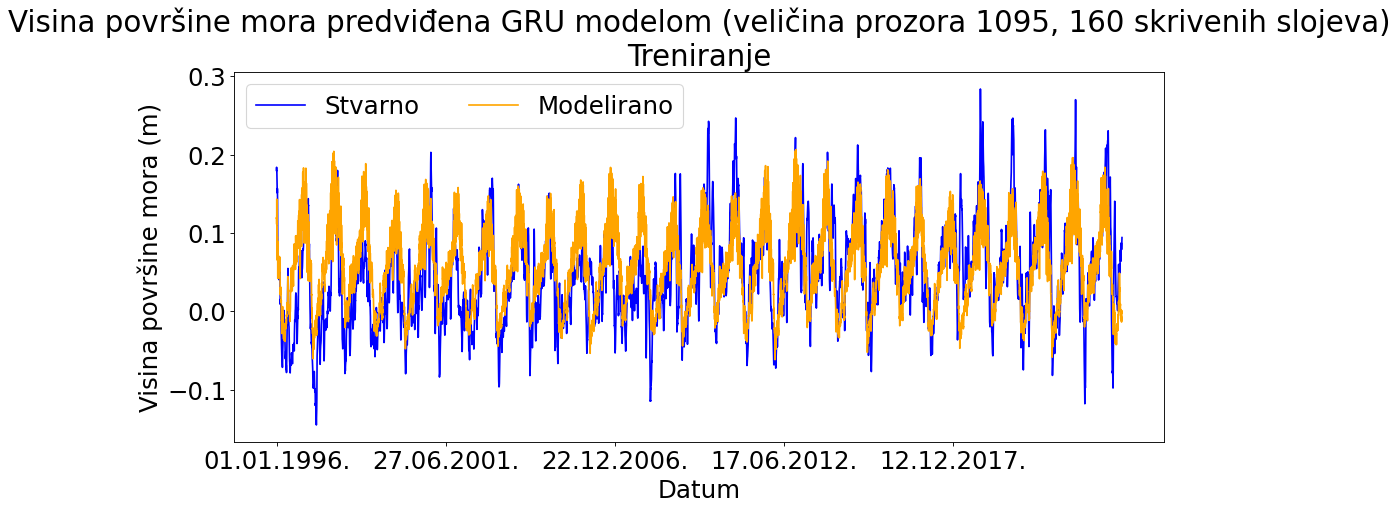 Visina površine mora predviđena GRU modelom (veličina prozora 1095, 160 skrivenih slojeva)
Treniranje
Stvarno
Modelirano
Visina površine mora (m)
0.3
0.2
0.1
0.0
−0.1
01.01.1996.
27.06.2001.
22.12.2006.
17.06.2012.
12.12.2017.
Datum